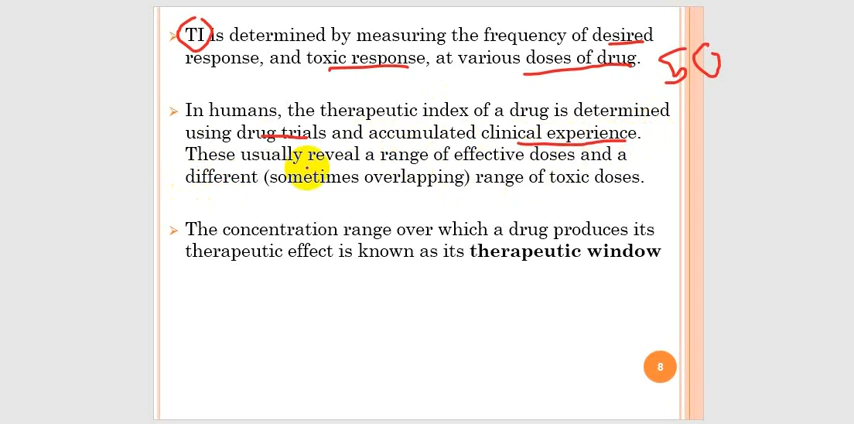 TI is determined by measuring the frequency of desired
response, and toxic response, at various doses of drug.
50
In humans, the therapeutic index of a drug is determined
using drug trials and accumulated clinical experience.
These usually reveal a range of effective doses and a
different (sometimes overlapping) range of toxic doses.
The concentration range over which a drug produces its
therapeutic effect is known as its therapeutic window
8